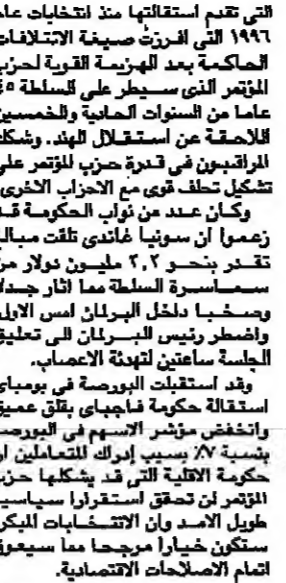 التى تقدم استقالتها منذ انتخابات عام
١٩٩٦ التى افرزت صيغة الائتلافات
الحاكمة بعد الهزيمة القوية لحزب
المؤتمر الذى سيطر على السلطة ٤٥
عاما من السنوات الحادية والخمسين
اللاحقة عن استقلال الهند. وشكك
المراقبون فى قدرة حزب المؤتمر على
تشكيل تحلف قوى مع الاحزاب الاخرى.
وكان عدد من نواب الحكومة قد
زعموا ان سونيا غاندى تلقت مبالغ
تقدر بنحو ٢,٢ مليون دولار من
سماسرة السلطة مما اثار جدلا
وصخبا داخل البرلمان امس الاول
واضطر رئيس البرلمان الى تعليق
الجلسة ساعتين لتهدئة الاعصاب.
وقد استقبلت البورصة فى بومباى
استقالة حكومة فاجباى بقلق عميق
وانخفض مؤشر الاسهم فى البورصة
بنسبة ٧٪ بسبب إدراك المتعاملين ان
حكومة الاقلية التى قد يشكلها حزب
المؤتمر لن تحقق استقرارا سياسيا
طويل الامد وان الانتخابات المبكرة
ستكون خيارا مرجحا مما سيعوق
اتمام الاصلاحات الاقتصادية.